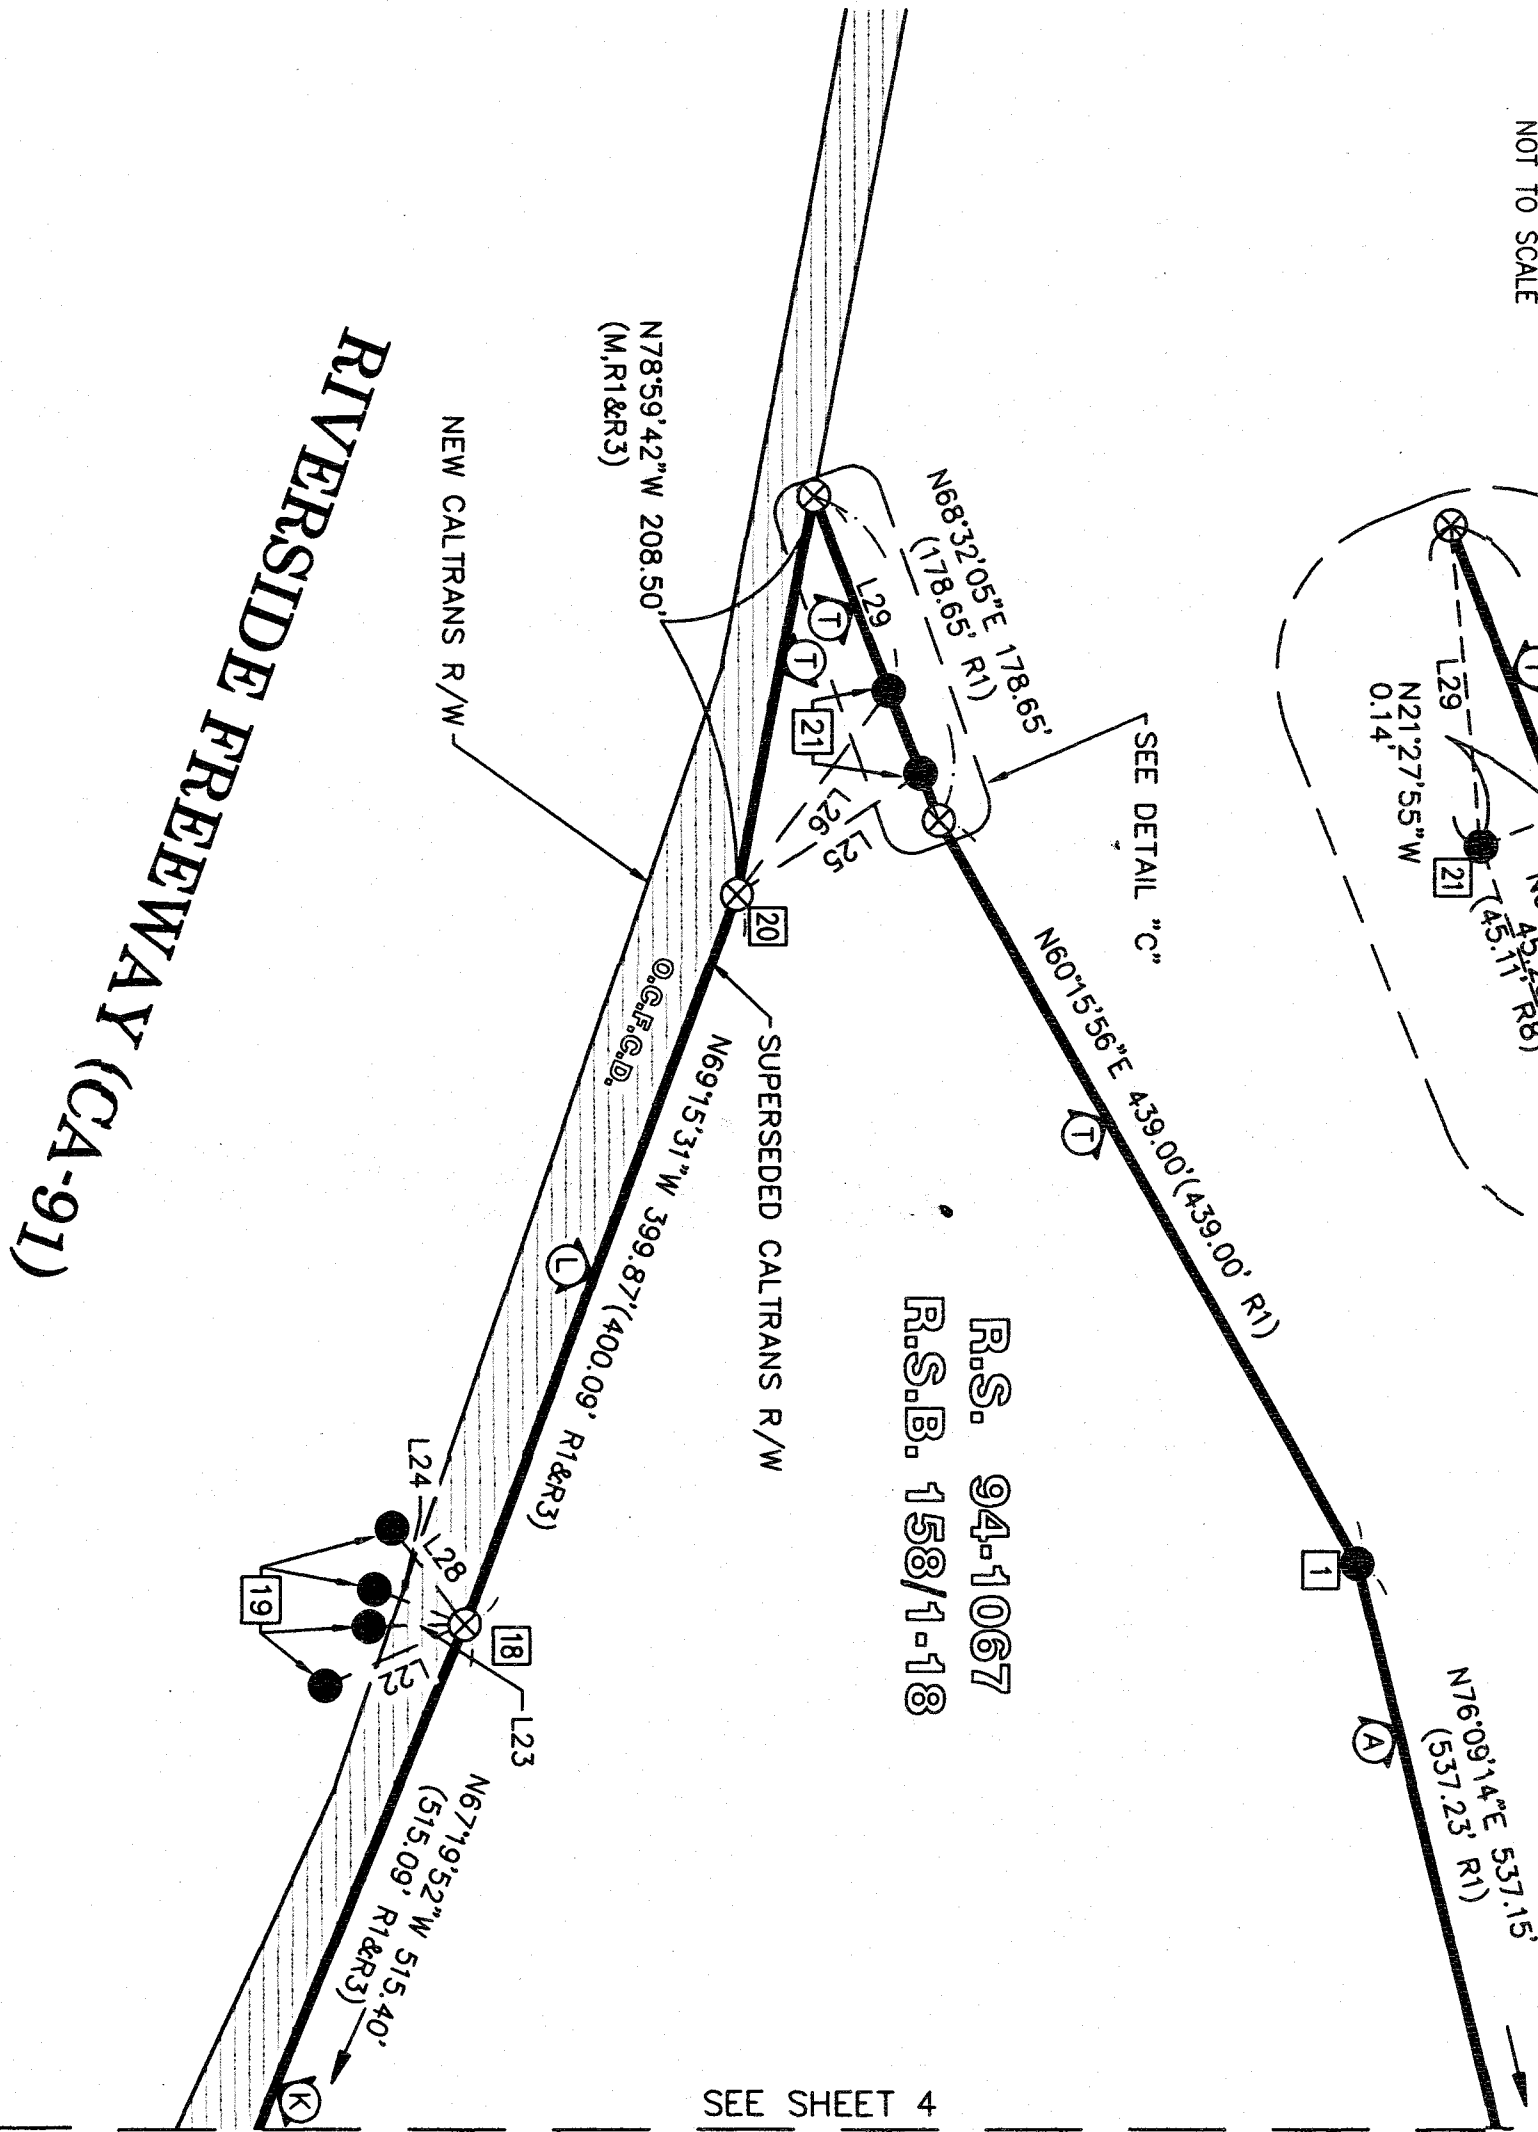 NOT TO SCALE
L29
N21°27'55"W
0.14'
21
(45.11' R8)
SEE DETAIL "C"
N68°32'05"E 178.65'
(178.65' R1)
L29
T
T
21
L26
L25
N78°59'42"W 208.50'
(M,R1&R3)
NEW CALTRANS R/W
20
SUPERSEDED CALTRANS R/W
O.C.F.C.D.
N60°15'56"E 439.00'(439.00' R1)
T
1
N76°09'14"E 537.15'
(537.23' R1)
A
R.S. 94-1067
R.S.B. 158/1-18
N69°15'31"W 399.87'(400.09' R1&R3)
L
RIVERSIDE FREEWAY (CA-91)
L24
L28
18
19
L22
L23
N67°19'52"W 515.40'
(515.09' R1&R3)
K
SEE SHEET 4